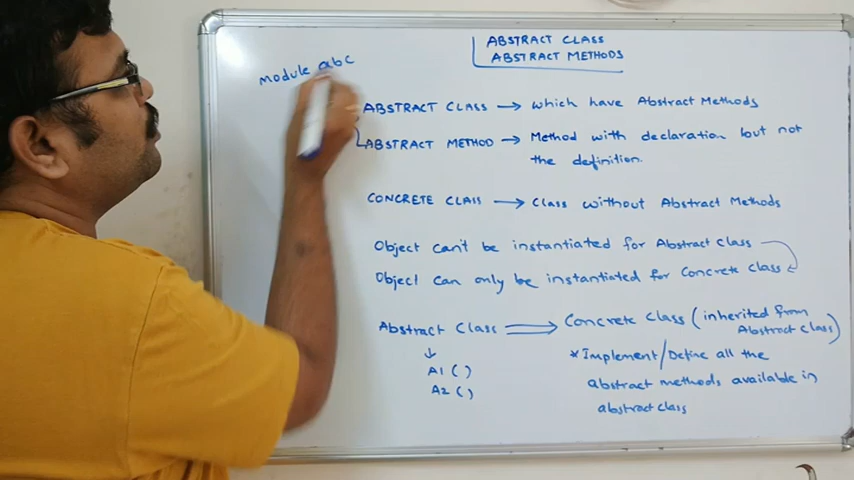 ABSTRACT CLASS
ABSTRACT METHODS
module abc
ABSTRACT CLASS → which have Abstract Methods
ABSTRACT METHOD → Method with declaration but not
the definition.
CONCRETE CLASS → Class without Abstract Methods
Object can't be instantiated for Abstract class
Object can only be instantiated for Concrete class
Abstract Class ⇒ Concrete Class (inherited from
Abstract class)
↓
A1 ( )
A2 ( )
*Implement/Define all the
abstract methods available in
abstract class